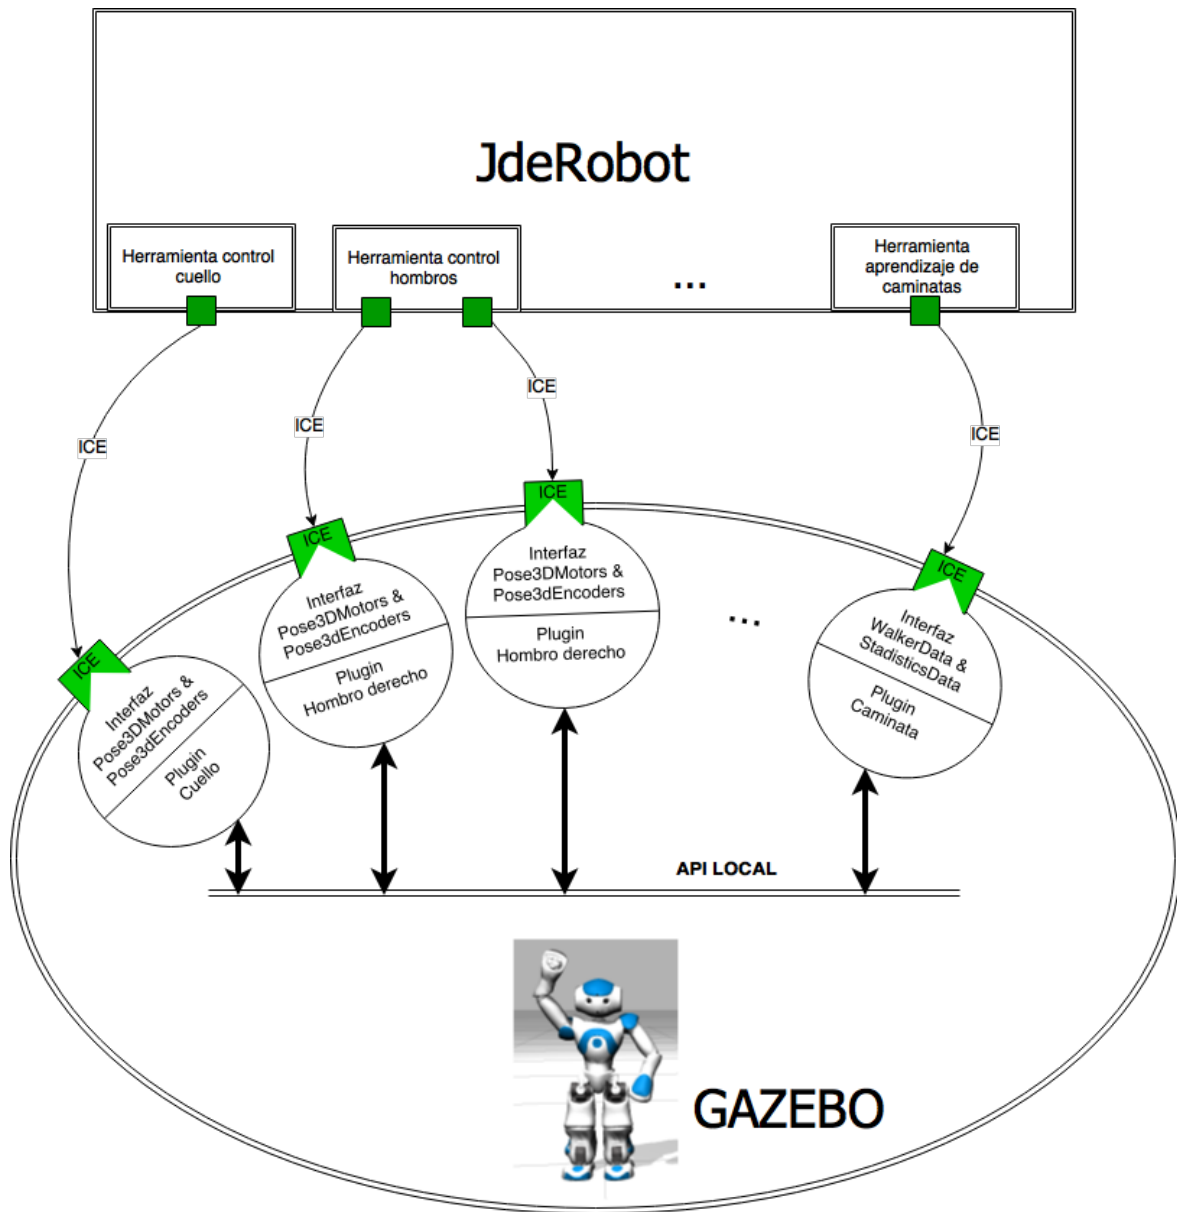 JdeRobot
Herramienta control
cuello
Herramienta control
hombros
...
Herramienta
aprendizaje de
caminatas
ICE
ICE
ICE
ICE
ICE
Interfaz
Pose3DMotors &
Pose3dEncoders
Plugin
Cuello
ICE
Interfaz
Pose3DMotors &
Pose3dEncoders
Plugin
Hombro derecho
ICE
Interfaz
Pose3DMotors &
Pose3dEncoders
Plugin
Hombro derecho
...
ICE
Interfaz
WalkerData &
StadisticsData
Plugin
Caminata
API LOCAL
GAZEBO